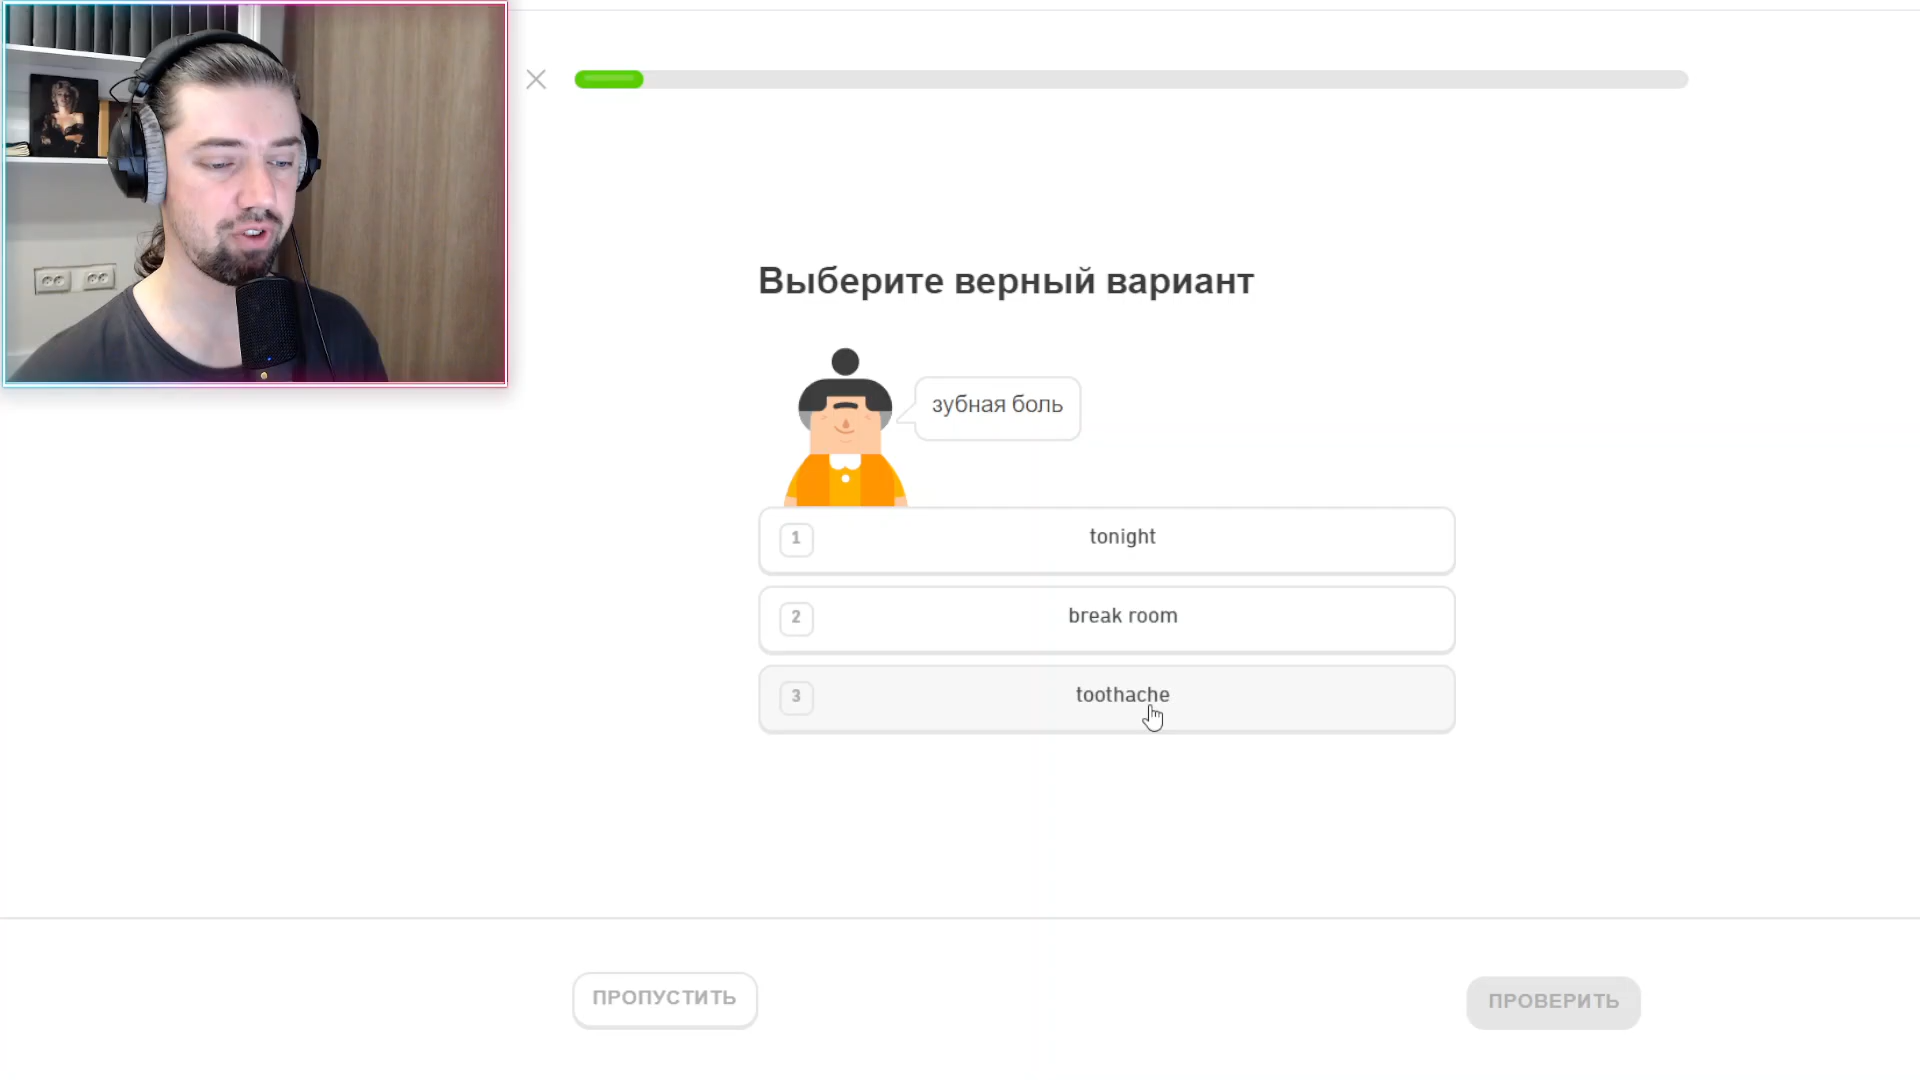 Выберите верный вариант
зубная боль
1 tonight
2 break room
3 toothache
ПРОПУСТИТЬ
ПРОВЕРИТЬ